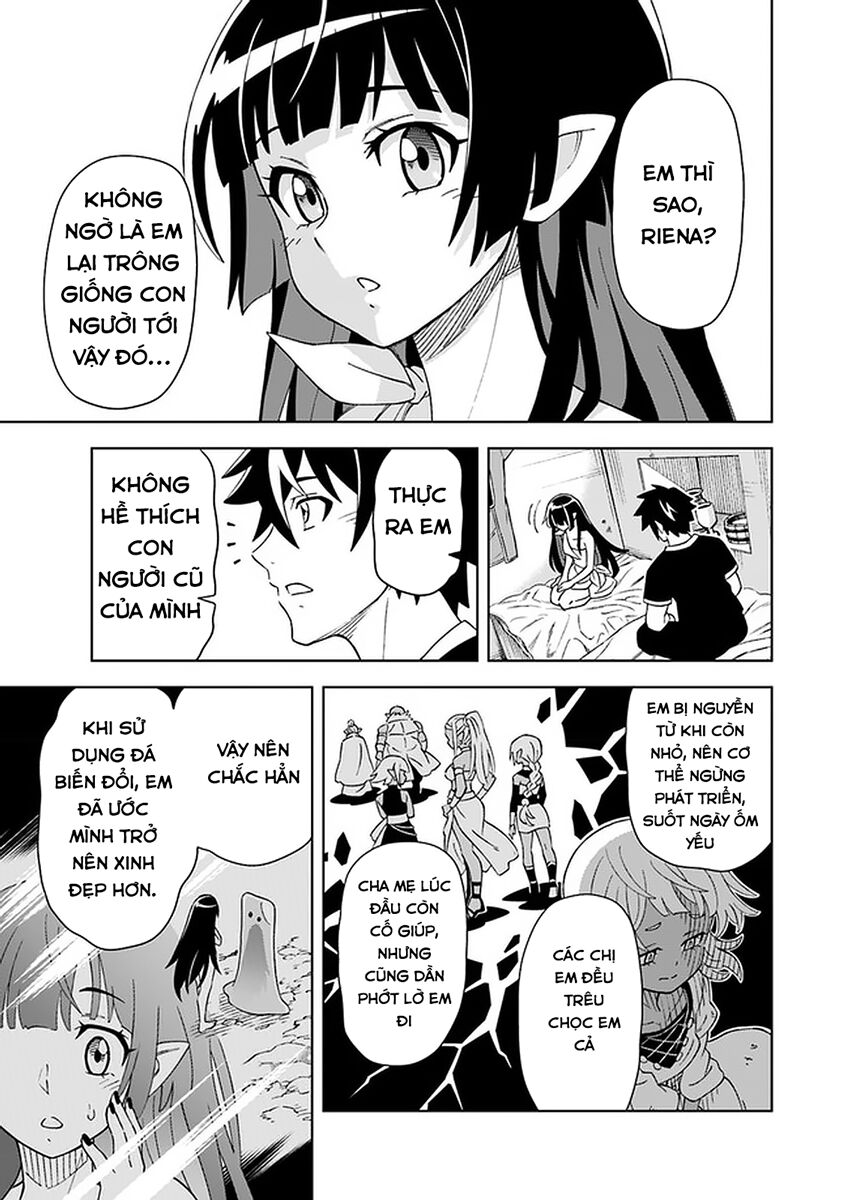 EM THÌ
SAO,
RIENA?
KHÔNG
NGỜ LÀ EM
LẠI TRÔNG
GIỐNG CON
NGƯỜI TỚI
VẬY ĐÓ...
THỰC
RA EM
KHÔNG
HỀ THÍCH
CON
NGƯỜI CŨ
CỦA MÌNH
EM BỊ NGUYỀN
TỪ KHI CÒN
NHỎ, NÊN CƠ
THỂ NGỪNG
PHÁT TRIỂN,
SUỐT NGÀY ỐM
YẾU
CÁC CHỊ
EM ĐỀU
TRÊU
CHỌC EM
CẢ
CHA MẸ LÚC
ĐẦU CÒN
CỐ GIÚP,
NHƯNG
CŨNG DẦN
PHỚT LỜ EM
ĐI
VẬY NÊN
CHẮC HẲN
KHI SỬ
DỤNG ĐÁ
BIẾN ĐỔI, EM
ĐÃ ƯỚC
MÌNH TRỞ
NÊN XINH
ĐẸP HƠN.